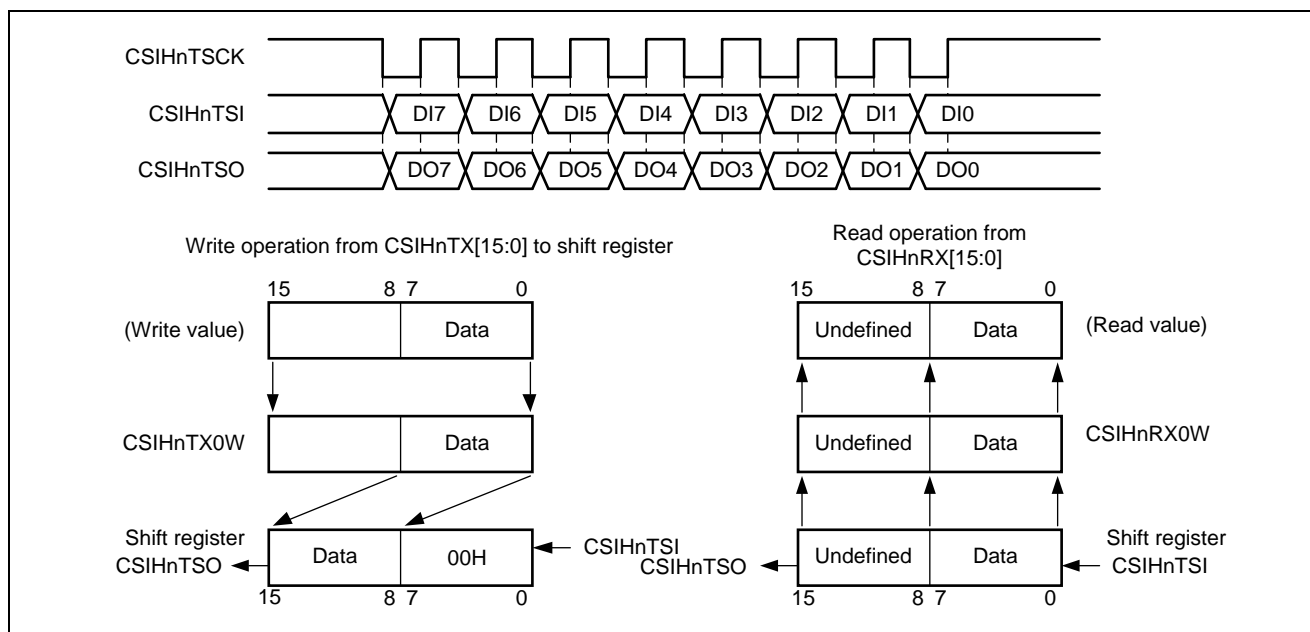 CSIHnTSCK
CSIHnTSI DI7 DI6 DI5 DI4 DI3 DI2 DI1 DI0
CSIHnTSO DO7 DO6 DO5 DO4 DO3 DO2 DO1 DO0
Write operation from CSIHnTX[15:0] to shift register
15 8 7 0
(Write value) Data
CSIHnTX0W Data
Shift register
CSIHnTSO Data 00H CSIHnTSI
15 8 7 0
Read operation from
CSIHnRX[15:0]
15 8 7 0
Undefined Data (Read value)
Undefined Data CSIHnRX0W
Shift register
CSIHnTSO Undefined Data CSIHnTSI
15 8 7 0